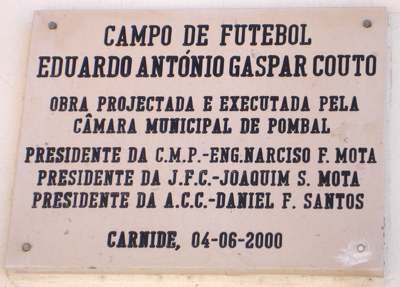 CAMPO DE FUTEBOL
EDUARDO ANTÓNIO GASPAR COUTO
OBRA PROJECTADA E EXECUTADA PELA
CÂMARA MUNICIPAL DE POMBAL
PRESIDENTE DA C.M.P.-ENG.NARCISO F. MOTA
PRESIDENTE DA J.F.C.-JOAQUIM S. MOTA
PRESIDENTE DA A.C.C.-DANIEL F. SANTOS
CARNIDE, 04-06-2000